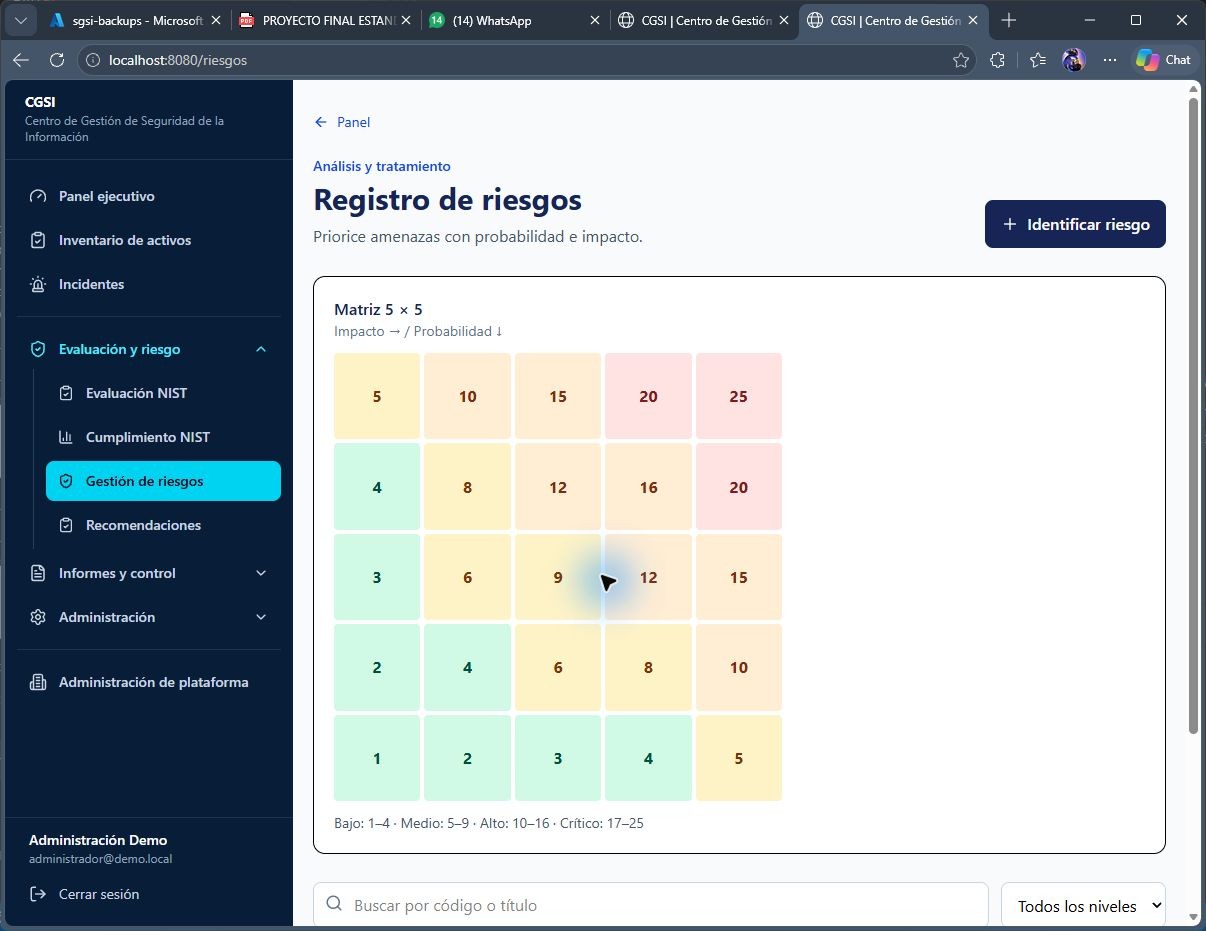 sgsi-backups - Microsoft
PROYECTO FINAL ESTAN
(14) WhatsApp
CGSI | Centro de Gestión
CGSI | Centro de Gestión
localhost:8080/riesgos
Chat
CGSI
Centro de Gestión de Seguridad de la
Información
Panel ejecutivo
Inventario de activos
Incidentes
Evaluación y riesgo
Evaluación NIST
Cumplimiento NIST
Gestión de riesgos
Recomendaciones
Informes y control
Administración
Administración de plataforma
Administración Demo
administrador@demo.local
Cerrar sesión
← Panel
Análisis y tratamiento
Registro de riesgos
Priorice amenazas con probabilidad e impacto.
+ Identificar riesgo
Matriz 5 × 5
Impacto → / Probabilidad ↓
5 10 15 20 25
4 8 12 16 20
3 6 9 12 15
2 4 6 8 10
1 2 3 4 5
Bajo: 1–4 · Medio: 5–9 · Alto: 10–16 · Crítico: 17–25
Buscar por código o título
Todos los niveles